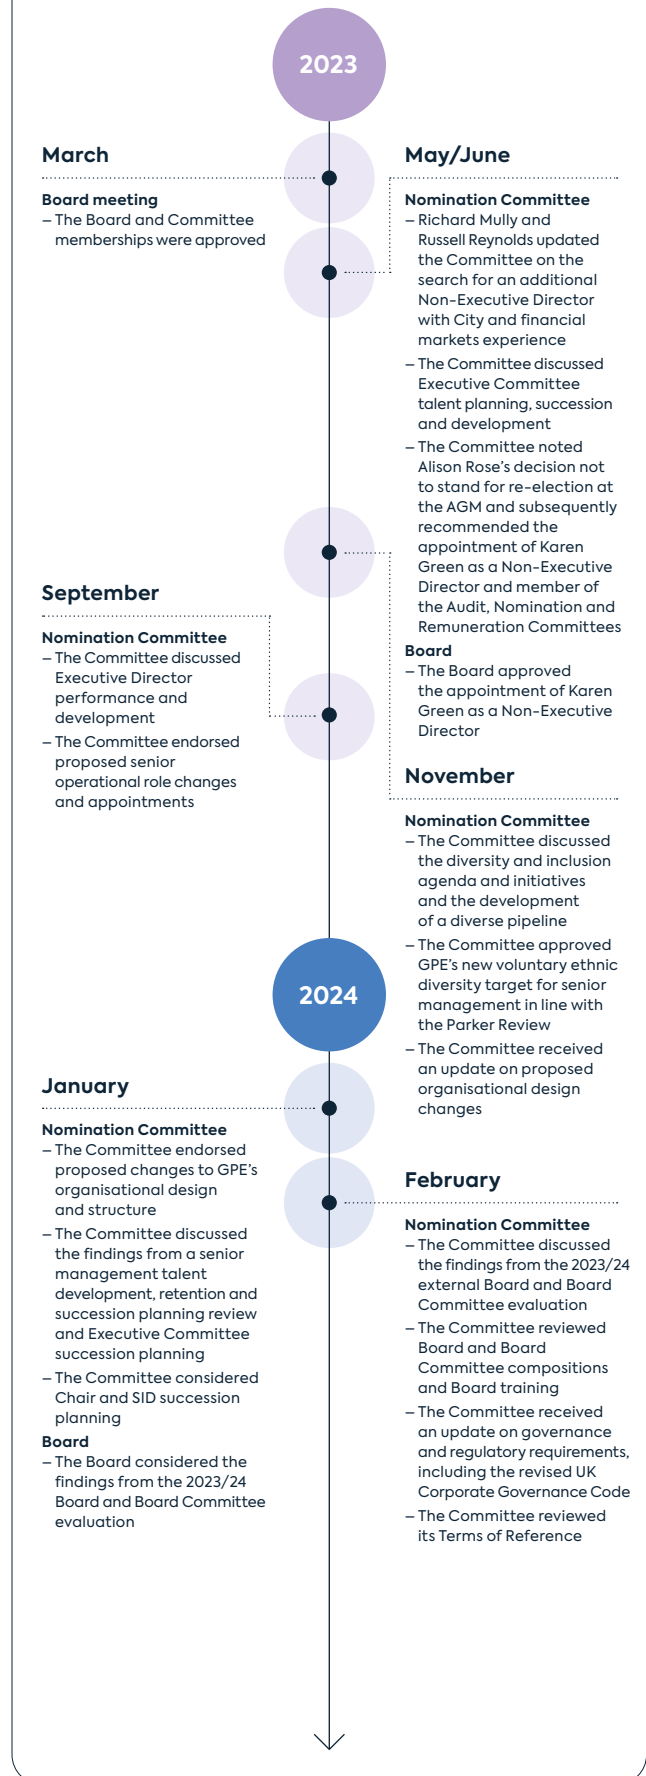 2023
March
Board meeting
– The Board and Committee
memberships were approved
May/June
Nomination Committee
– Richard Mully and
Russell Reynolds updated
the Committee on the
search for an additional
Non-Executive Director
with City and financial
markets experience
– The Committee discussed
Executive Committee
talent planning, succession
and development
– The Committee noted
Alison Rose's decision not
to stand for re-election at
the AGM and subsequently
recommended the
appointment of Karen
Green as a Non-Executive
Director and member of
the Audit, Nomination and
Remuneration Committees
Board
– The Board approved
the appointment of Karen
Green as a Non-Executive
Director
September
Nomination Committee
– The Committee discussed
Executive Director
performance and
development
– The Committee endorsed
proposed senior
operational role changes
and appointments
November
Nomination Committee
– The Committee discussed
the diversity and inclusion
agenda and initiatives
and the development
of a diverse pipeline
– The Committee approved
GPE's new voluntary ethnic
diversity target for senior
management in line with
the Parker Review
– The Committee received
an update on proposed
organisational design
changes
2024
January
Nomination Committee
– The Committee endorsed
proposed changes to GPE's
organisational design
and structure
– The Committee discussed
the findings from a senior
management talent
development, retention and
succession planning review
and Executive Committee
succession planning
– The Committee considered
Chair and SID succession
planning
Board
– The Board considered the
findings from the 2023/24
Board and Board Committee
evaluation
February
Nomination Committee
– The Committee discussed
the findings from the 2023/24
external Board and Board
Committee evaluation
– The Committee reviewed
Board and Board
Committee compositions
and Board training
– The Committee received
an update on governance
and regulatory requirements,
including the revised UK
Corporate Governance Code
– The Committee reviewed
its Terms of Reference